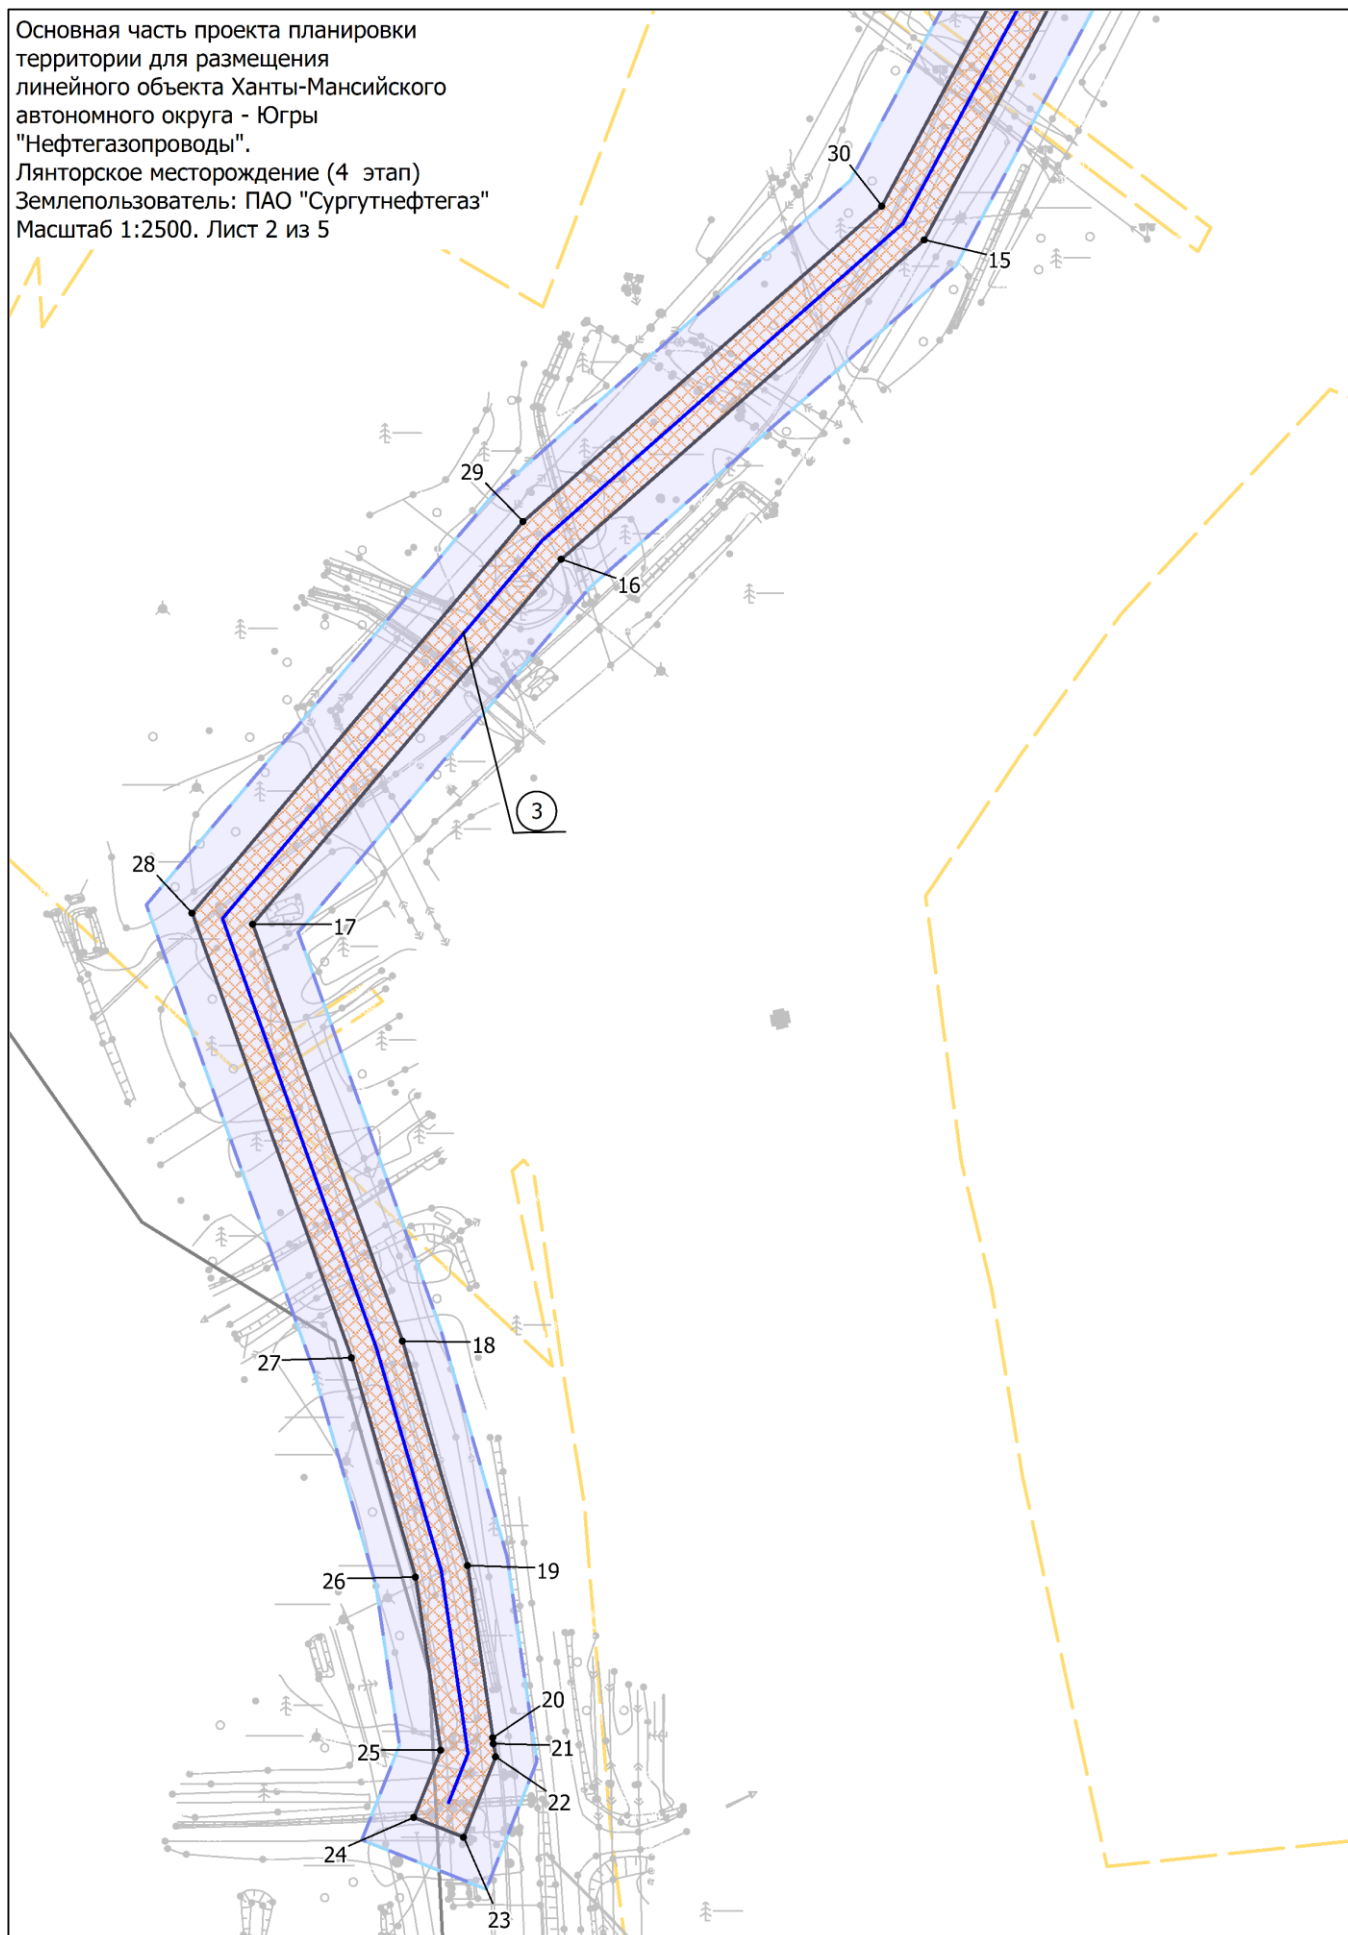 Основная часть проекта планировки
территории для размещения
линейного объекта Ханты-Мансийского
автономного округа - Югры
"Нефтегазопроводы".
Лянторское месторождение (4 этап)
Землепользователь: ПАО "Сургутнефтегаз"
Масштаб 1:2500. Лист 2 из 5
30
15
29
16
3
28
17
18
27
19
26
20
21
25
22
24
23